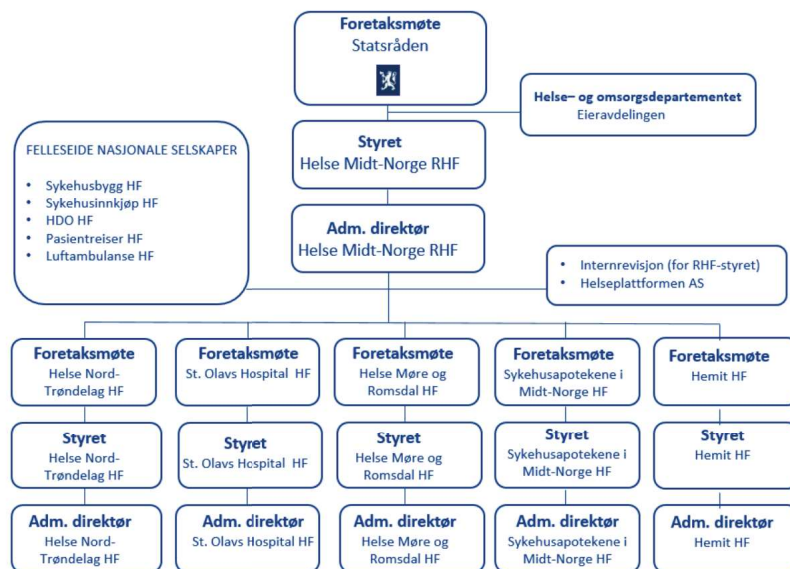 Foretaksmøte
Statsråden
Helse– og omsorgsdepartementet
Eieravdelingen
Styret
Helse Midt-Norge RHF
FELLESEIDE NASJONALE SELSKAPER
• Sykehusbygg HF
• Sykehusinnkjøp HF
• HDO HF
• Pasientreiser HF
• Luftambulanse HF
Adm. direktør
Helse Midt-Norge RHF
• Internrevisjon (for RHF-styret)
• Helseplattformen AS
Foretaksmøte
Helse Nord-
Trøndelag HF
Foretaksmøte
St. Olavs Hospital HF
Foretaksmøte
Helse Møre og
Romsdal HF
Foretaksmøte
Sykehusapotekene i
Midt-Norge HF
Foretaksmøte
Hemit HF
Styret
Helse Nord-
Trøndelag HF
Styret
St. Olavs Hospital HF
Styret
Helse Møre og
Romsdal HF
Styret
Sykehusapotekene i
Midt-Norge HF
Styret
Hemit HF
Adm. direktør
Helse Nord-
Trøndelag HF
Adm. direktør
St. Olavs Hospital HF
Adm. direktør
Helse Møre og
Romsdal HF
Adm. direktør
Sykehusapotekene i
Midt-Norge HF
Adm. direktør
Hemit HF